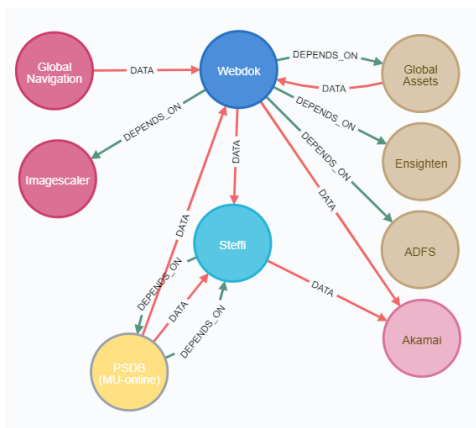 Global
Navigation
DATA
Webdok
DEPENDS_ON
DATA
Global
Assets
DEPENDS_ON
DEPENDS_ON
DEPENDS_ON
Imagescaler
Ensighten
DATA
DATA
DATA
Steffi
ADFS
DEPENDS_ON
DATA
DATA
DEPENDS_ON
PSDB
(MU-online)
Akamai